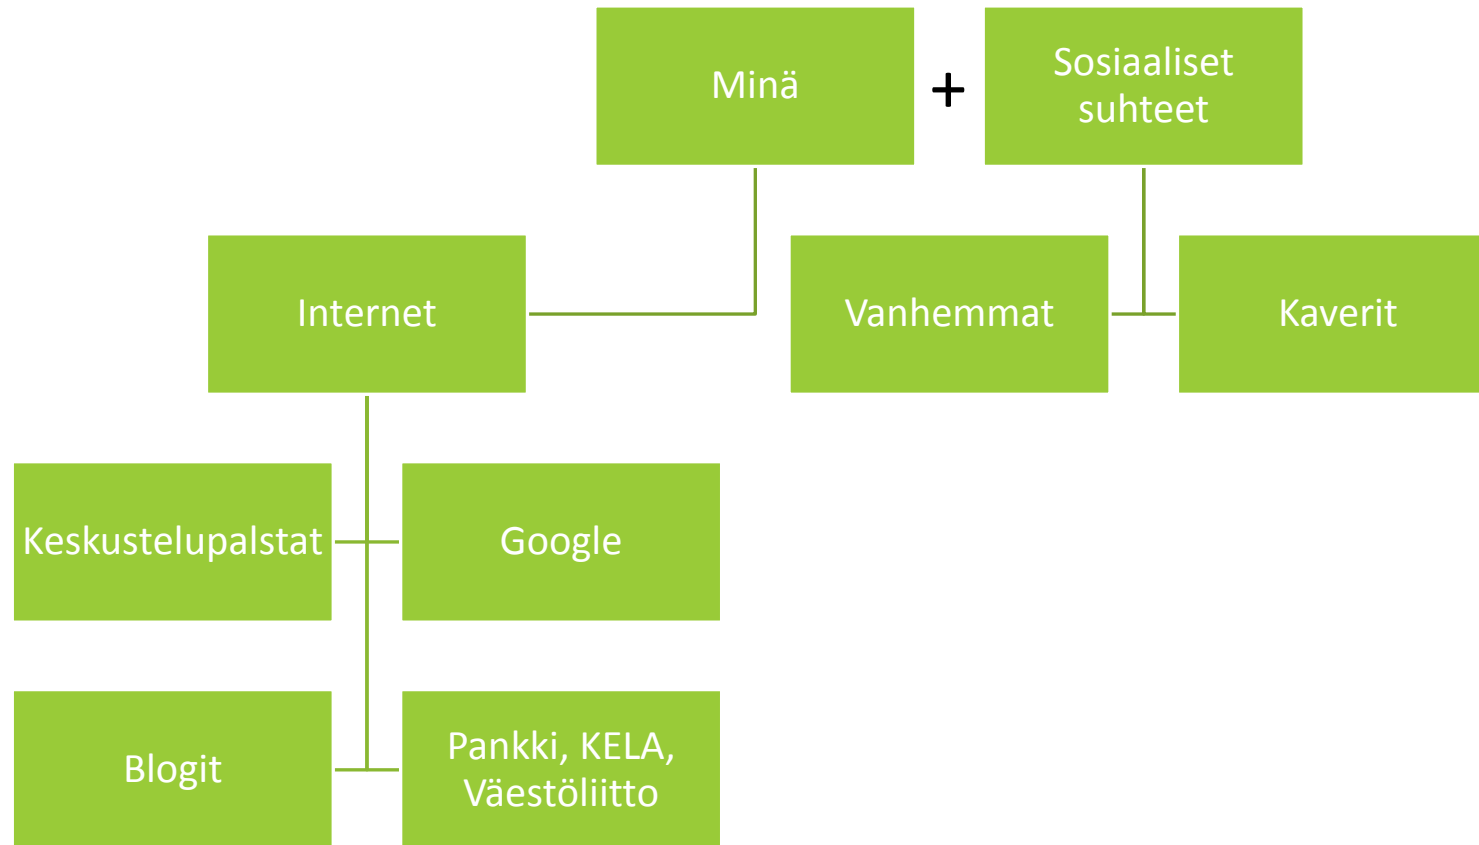 Minä
+
Sosiaaliset
suhteet
Internet
Vanhemmat
Kaverit
Keskustelupalstat
Google
Blogit
Pankki, KELA,
Väestöliitto